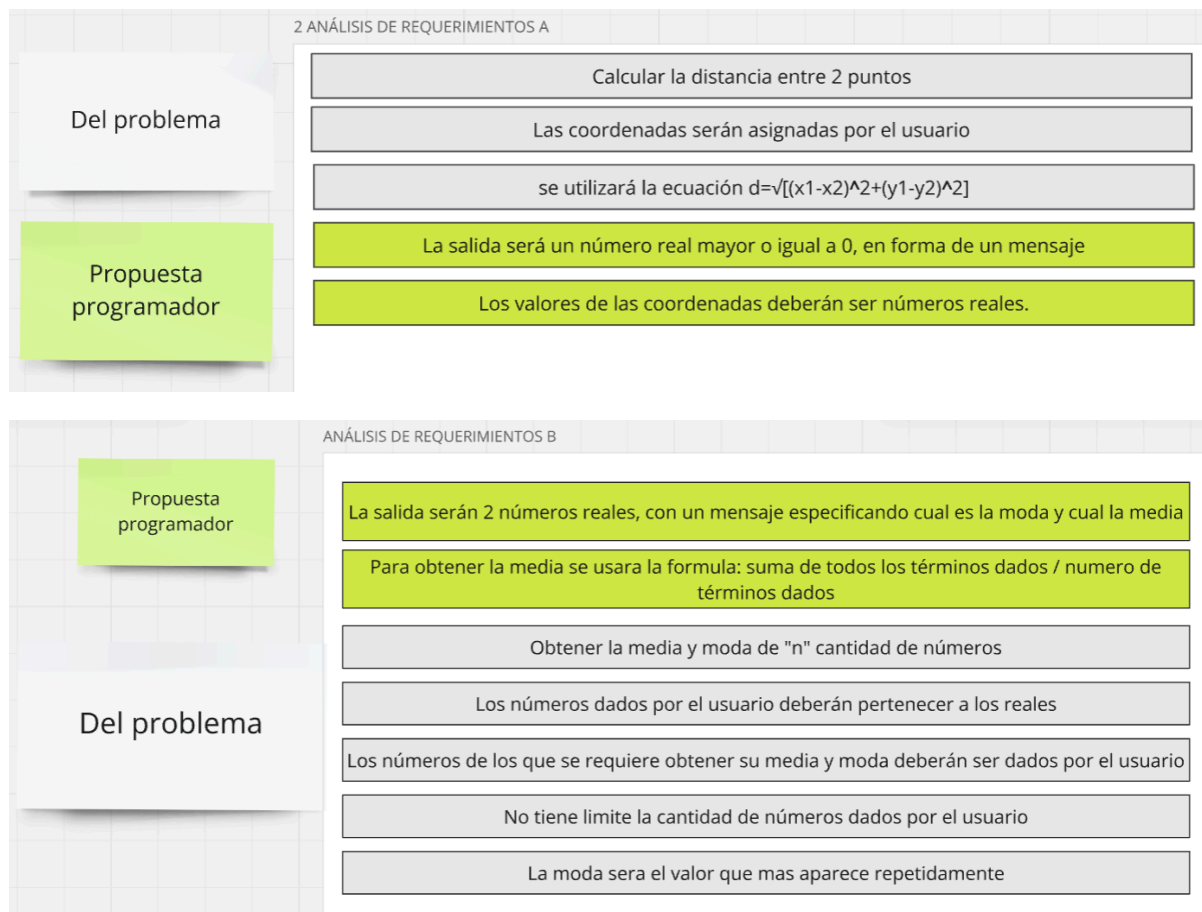 2 ANÁLISIS DE REQUERIMIENTOS A
Del problema
Calcular la distancia entre 2 puntos
Las coordenadas serán asignadas por el usuario
se utilizará la ecuación d=√[(x1-x2)^2+(y1-y2)^2]
Propuesta
programador
La salida será un número real mayor o igual a 0, en forma de un mensaje
Los valores de las coordenadas deberán ser números reales.
ANÁLISIS DE REQUERIMIENTOS B
Propuesta
programador
La salida serán 2 números reales, con un mensaje especificando cual es la moda y cual la media
Para obtener la media se usara la formula: suma de todos los términos dados / numero de
términos dados
Del problema
Obtener la media y moda de "n" cantidad de números
Los números dados por el usuario deberán pertenecer a los reales
Los números de los que se requiere obtener su media y moda deberán ser dados por el usuario
No tiene limite la cantidad de números dados por el usuario
La moda sera el valor que mas aparece repetidamente